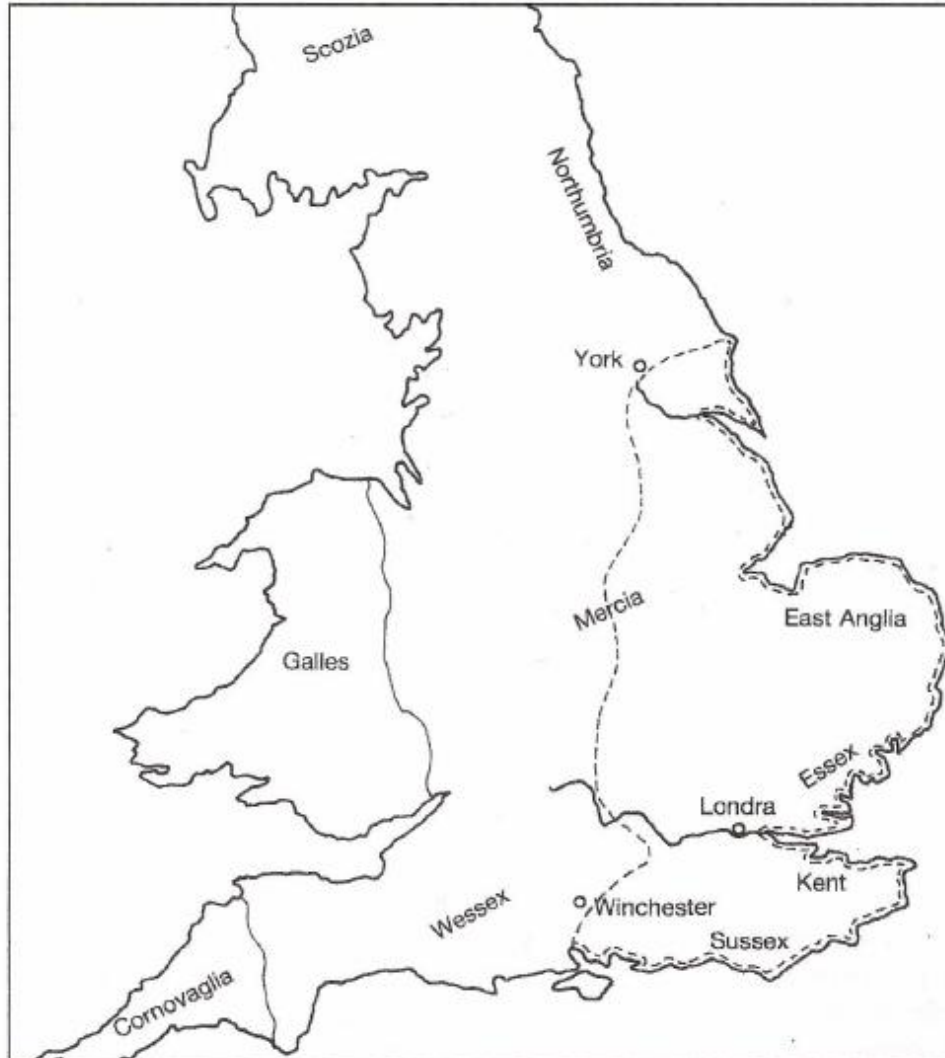 Scozia
Northumbria
York
Mercia
East Anglia
Galles
Essex
Londra
Kent
Winchester
Wessex
Sussex
Cornovaglia